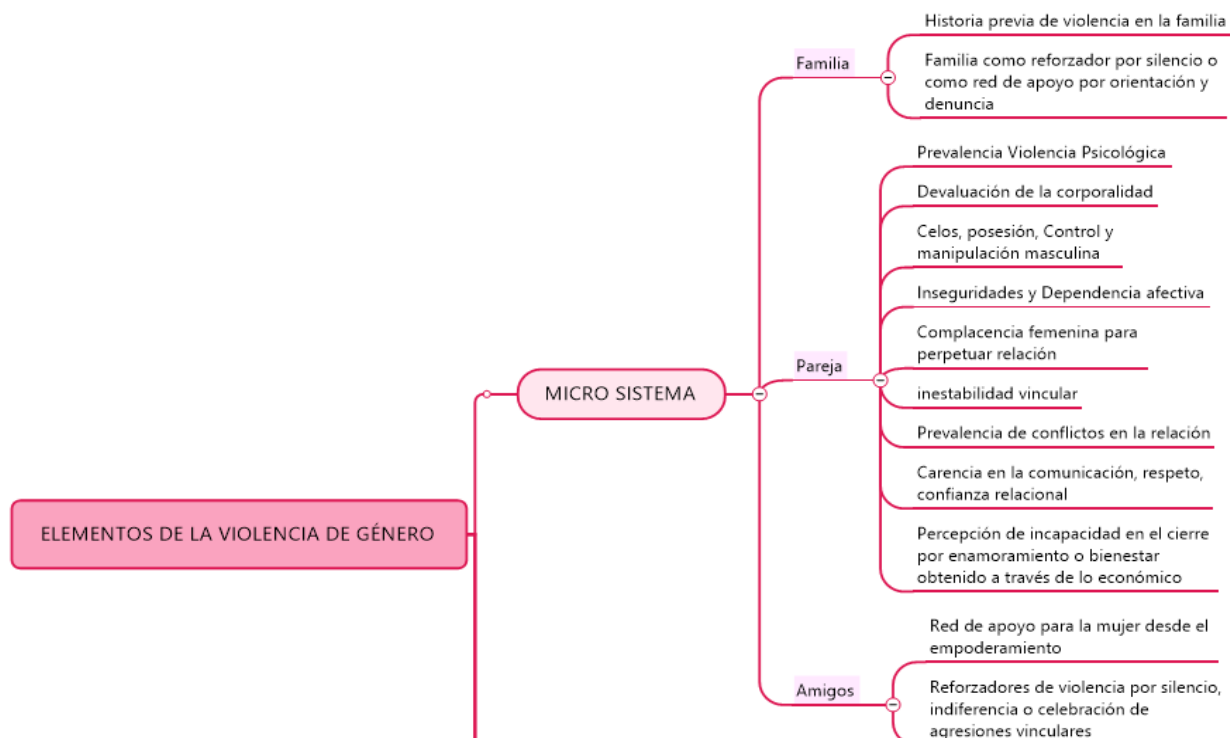 Historia previa de violencia en la familia
Familia
Familia como reforzador por silencio o
como red de apoyo por orientación y
denuncia
Prevalencia Violencia Psicológica
Devaluación de la corporalidad
Celos, posesión, Control y
manipulación masculina
Inseguridades y Dependencia afectiva
Complacencia femenina para
perpetuar relación
Pareja
inestabilidad vincular
MICRO SISTEMA
Prevalencia de conflictos en la relación
Carencia en la comunicación, respeto,
confianza relacional
ELEMENTOS DE LA VIOLENCIA DE GÉNERO
Percepción de incapacidad en el cierre
por enamoramiento o bienestar
obtenido a través de lo económico
Red de apoyo para la mujer desde el
empoderamiento
Amigos
Reforzadores de violencia por silencio,
indiferencia o celebración de
agresiones vinculares